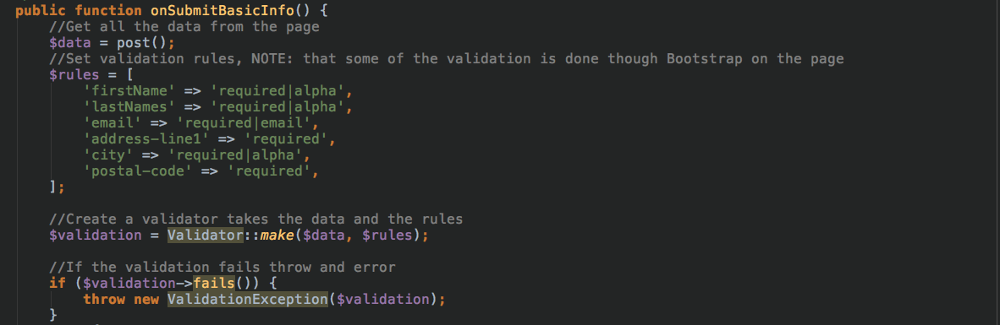 public function onSubmitBasicInfo() {
//Get all the data from the page
$data = post();
//Set validation rules, NOTE: that some of the validation is done though Bootstrap on the page
$rules = [
'firstName' => 'required|alpha',
'lastNames' => 'required|alpha',
'email' => 'required|email',
'address-line1' => 'required',
'city' => 'required|alpha',
'postal-code' => 'required',
];
//Create a validator takes the data and the rules
$validation = Validator::make($data, $rules);
//If the validation fails throw and error
if ($validation->fails()) {
throw new ValidationException($validation);
}